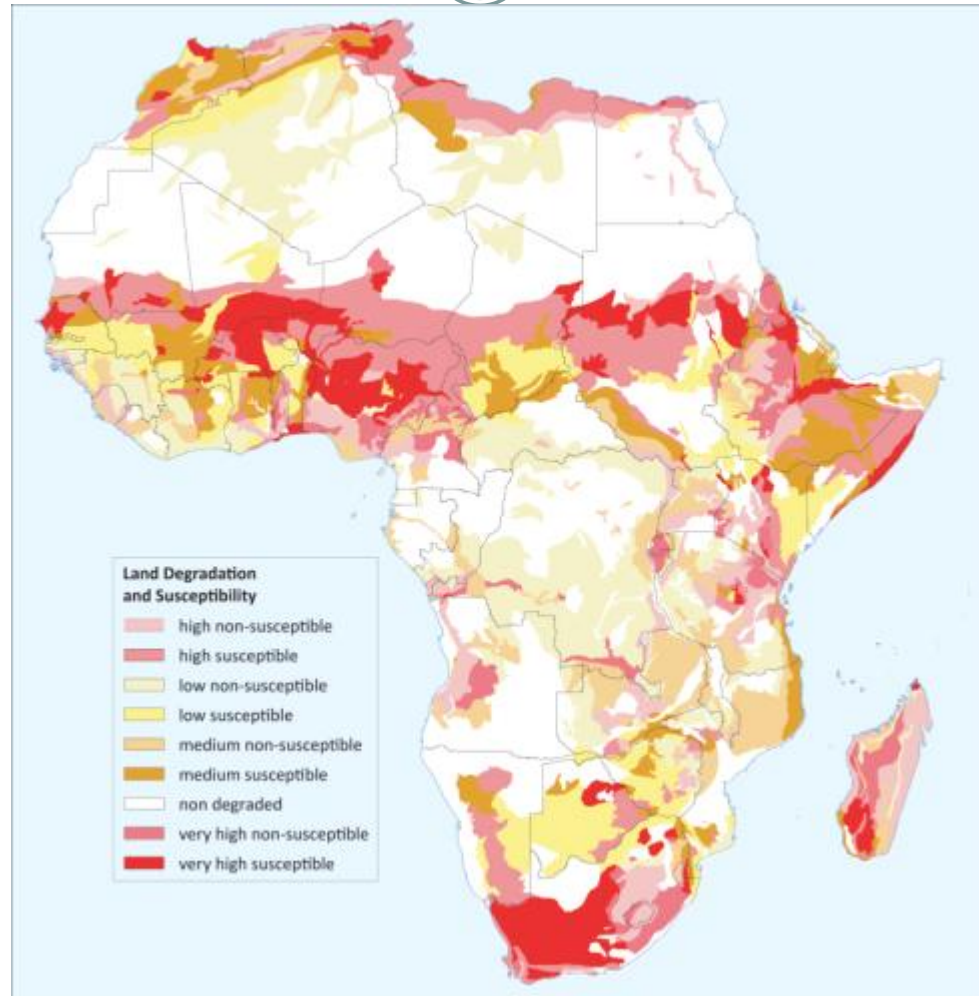 Land Degradation
and Susceptibility
high non-susceptible
high susceptible
low non-susceptible
low susceptible
medium non-susceptible
medium susceptible
non degraded
very high non-susceptible
very high susceptible